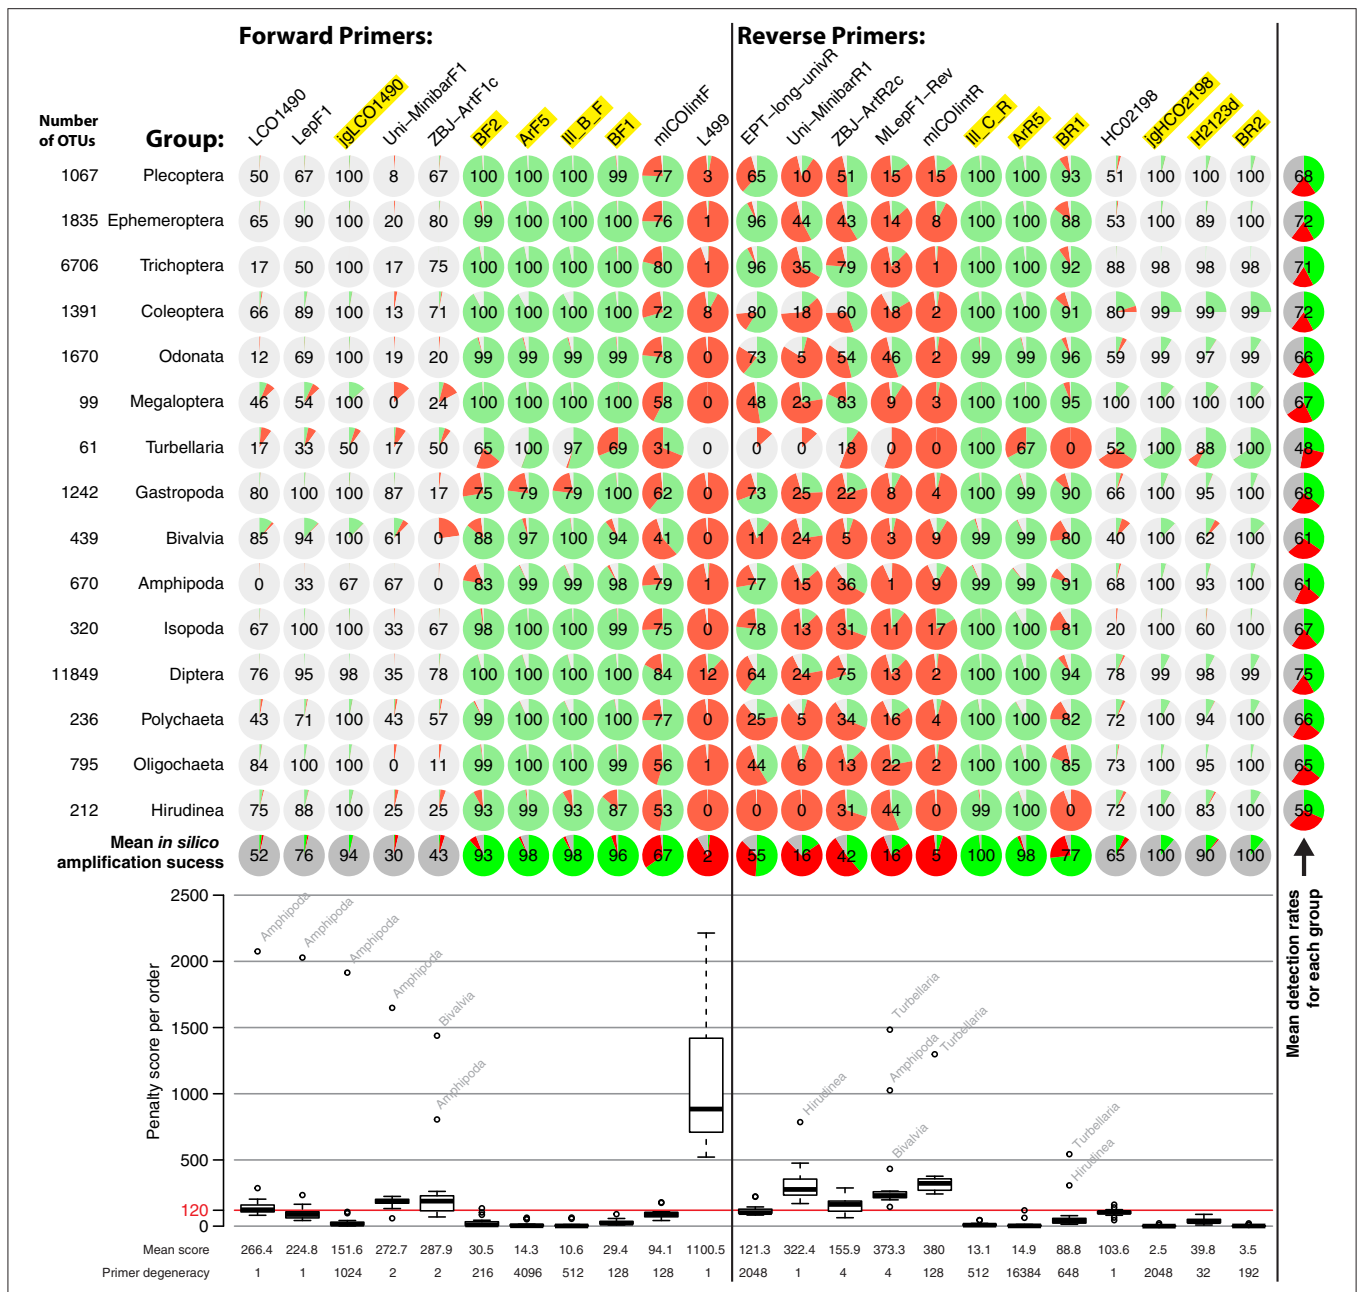 Forward Primers: Reverse Primers:
LCO1490 LepF1 jgLCO1490 Uni−MinibarF1 ZBJ−ArtF1c BF2 ArF5 III_B_F BF1 mICOIintF L499 EPT−long−univR Uni−MinibarR1 ZBJ−ArtR2c MLepF1−Rev mICOIintR III_C_R ArR5 BR1 HC02198 jgHCO2198 H2123d BR2
Number
of OTUs Group:
1067 Plecoptera 50 67 100 8 67 100 100 100 99 77 3 65 10 51 15 15 100 100 93 51 100 100 100 68
1835 Ephemeroptera 65 90 100 20 80 99 100 100 100 76 1 96 44 43 14 8 100 100 88 53 100 89 100 72
6706 Trichoptera 17 50 100 17 75 100 100 100 100 80 1 96 35 79 13 1 100 100 92 88 98 98 98 71
1391 Coleoptera 66 89 100 13 71 100 100 100 100 72 8 80 18 60 18 2 100 100 91 80 99 99 99 72
1670 Odonata 12 69 100 19 20 99 99 99 99 78 0 73 5 54 46 2 99 99 96 59 99 97 99 66
99 Megaloptera 46 54 100 0 24 100 100 100 100 58 0 48 23 83 9 3 100 100 95 100 100 100 100 67
61 Turbellaria 17 33 50 17 50 65 100 97 69 31 0 0 0 18 0 0 100 67 0 52 100 88 100 48
1242 Gastropoda 80 100 100 87 17 75 79 79 100 62 0 73 25 22 8 4 100 99 90 66 100 95 100 68
439 Bivalvia 85 94 100 61 0 88 97 100 94 41 0 11 24 5 3 9 99 99 80 40 100 62 100 61
670 Amphipoda 0 33 67 67 0 83 99 99 98 79 1 77 15 36 1 9 99 99 91 68 100 93 100 61
320 Isopoda 67 100 100 33 67 98 100 100 99 75 0 78 13 31 11 17 100 100 81 20 100 60 100 67
11849 Diptera 76 95 98 35 78 100 100 100 100 84 12 64 24 75 13 2 100 100 94 78 99 98 99 75
236 Polychaeta 43 71 100 43 57 99 100 100 100 77 0 25 5 34 16 4 100 100 82 72 100 94 100 66
795 Oligochaeta 84 100 100 0 11 99 100 100 99 56 1 44 6 13 22 2 100 100 85 73 100 95 100 65
212 Hirudinea 75 88 100 25 25 93 99 93 87 53 0 0 0 31 44 0 99 100 0 72 100 83 100 59
Mean in silico
amplification sucess 52 76 94 30 43 93 98 98 96 67 2 55 16 42 16 5 100 98 77 65 100 90 100
Mean detection rates
for each group
Penalty score per order
2500
2000
1500
1000
500
120
0
Amphipoda
Amphipoda
Amphipoda
Amphipoda
Bivalvia
Amphipoda
Hirudinea
Turbellaria
Amphipoda
Bivalvia
Turbellaria
Turbellaria
Hirudinea
Mean score 266.4 224.8 151.6 272.7 287.9 30.5 14.3 10.6 29.4 94.1 1100.5 121.3 322.4 155.9 373.3 380 13.1 14.9 88.8 103.6 2.5 39.8 3.5
Primer degeneracy 1 1 1024 2 2 216 4096 512 128 128 1 2048 1 4 4 128 512 16384 648 1 2048 32 192